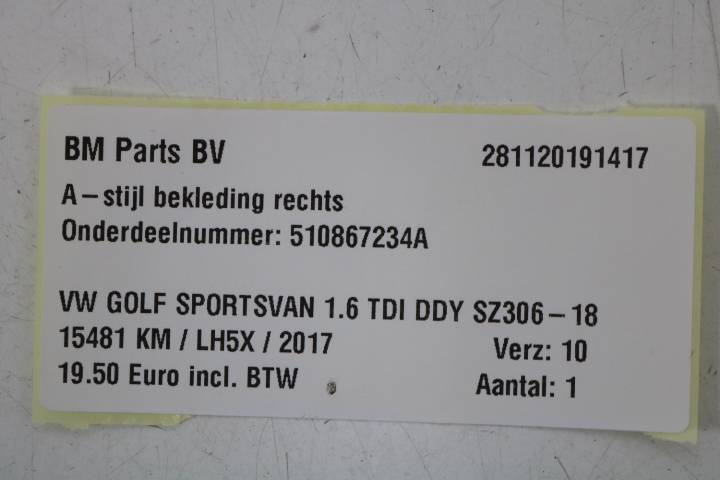 BM Parts BV 281120191417
A-stijl bekleding rechts
Onderdeelnummer: 510867234A
VW GOLF SPORTSVAN 1.6 TDI DDY SZ306-18
15481 KM / LH5X / 2017 Verz: 10
19.50 Euro incl. BTW Aantal: 1